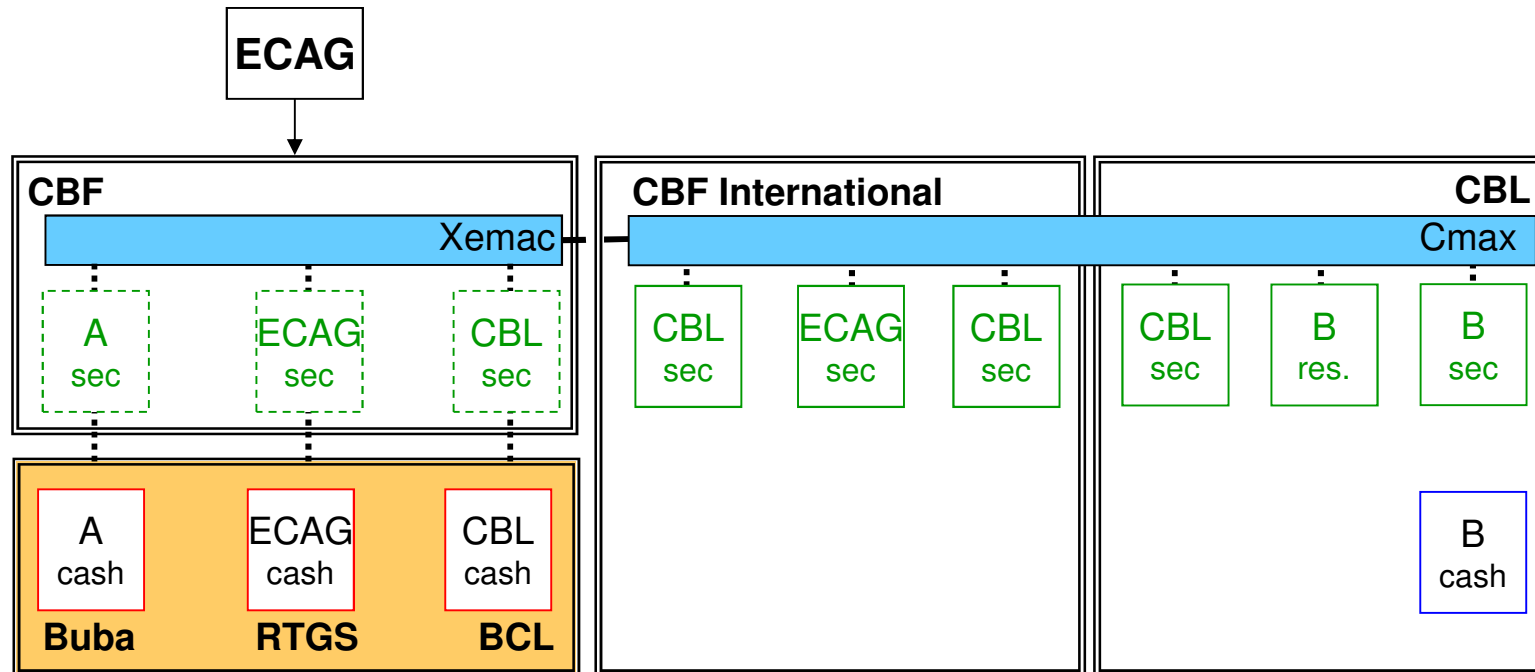 ECAG
CBF
CBF International
CBL
Xemac
Cmax
A
sec
ECAG
sec
CBL
sec
CBL
sec
ECAG
sec
CBL
sec
CBL
sec
B
res.
B
sec
A
cash
ECAG
cash
CBL
cash
B
cash
Buba
RTGS
BCL